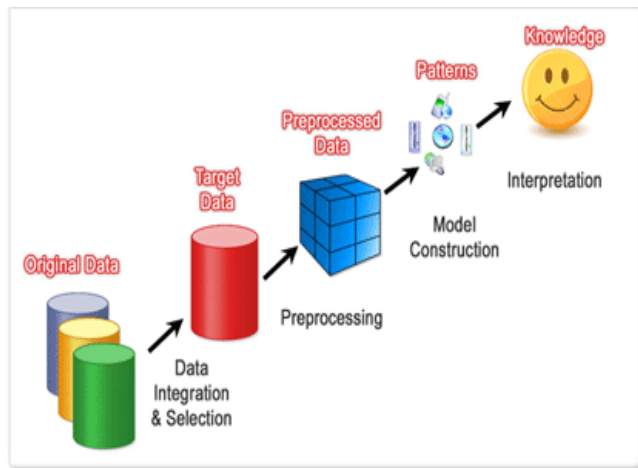 Original Data
Data
Integration
& Selection
Target
Data
Preprocessing
Preprocessed
Data
Model
Construction
Patterns
Interpretation
Knowledge